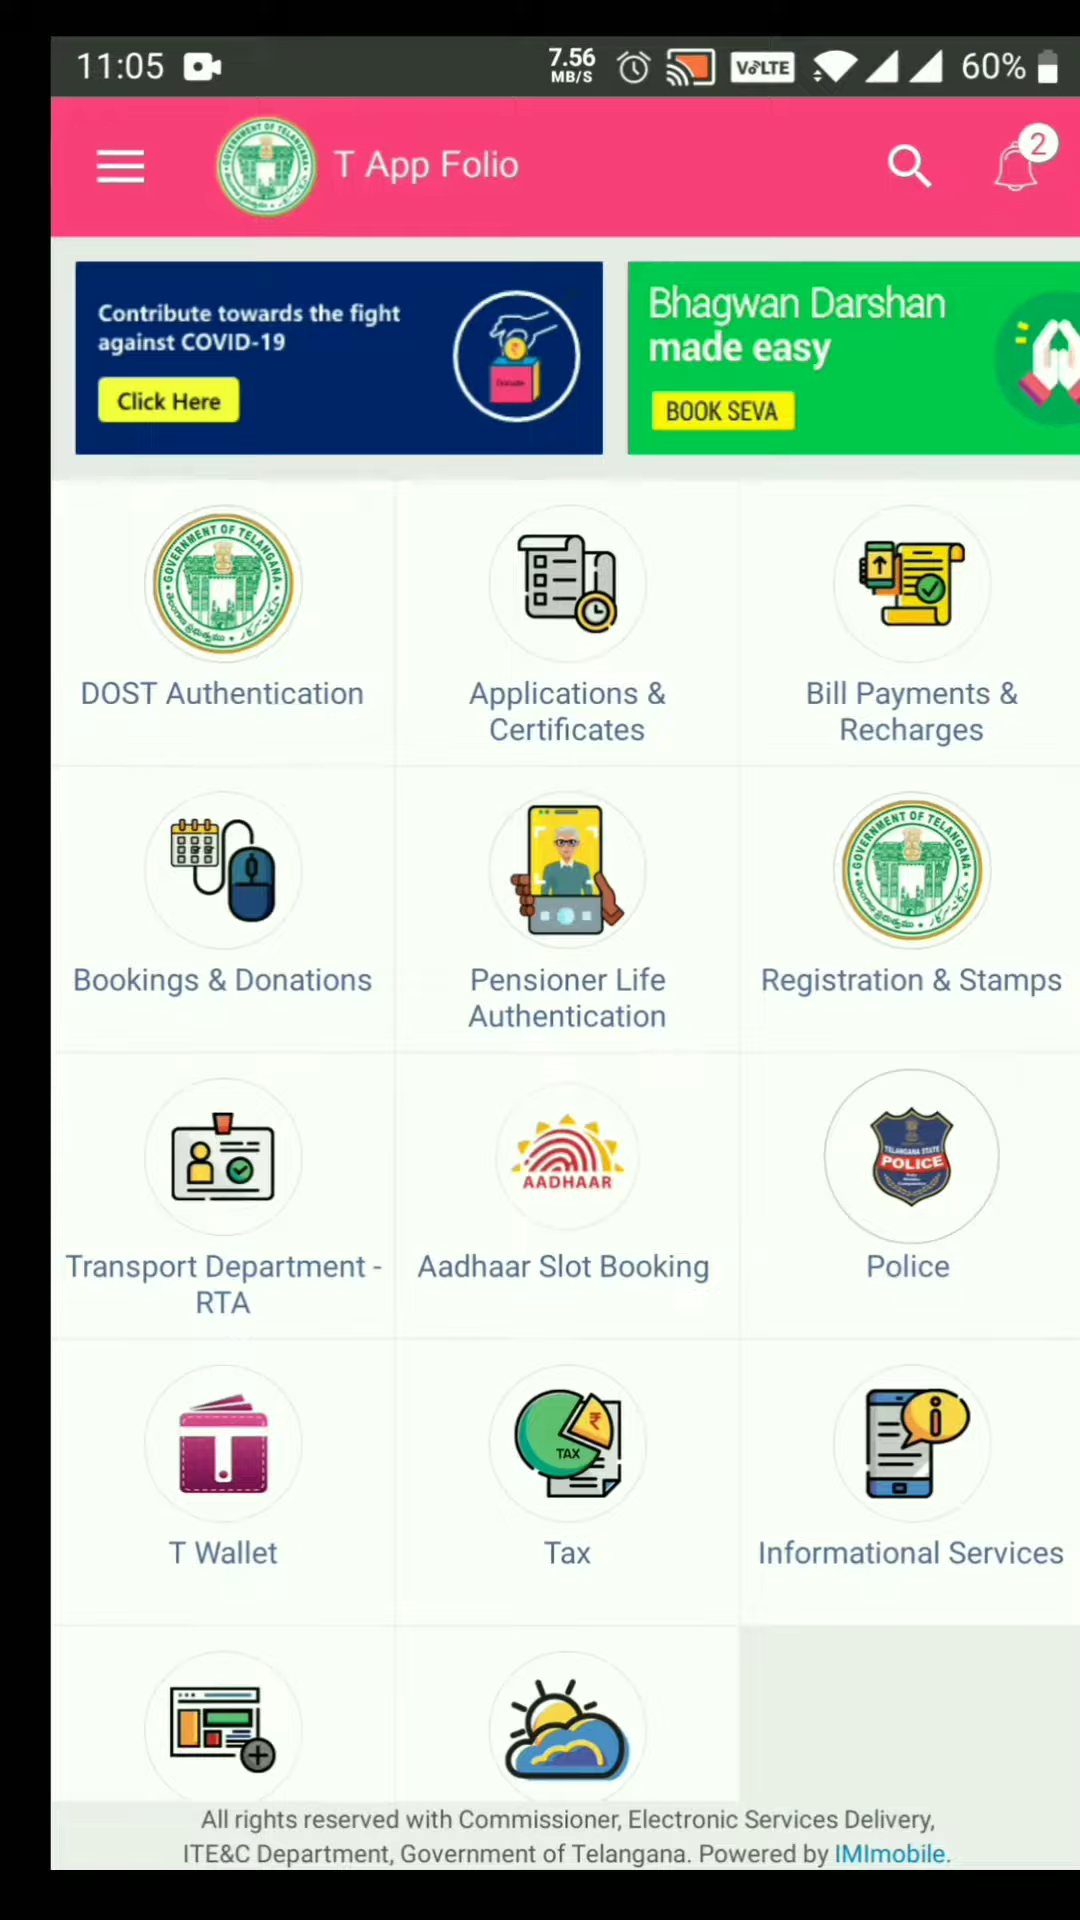 11:05
7.56
MB/S
VoLTE
60%
T App Folio
2
Contribute towards the fight
against COVID-19
Click Here
Donate
Bhagwan Darshan
made easy
BOOK SEVA
GOVERNMENT OF TELANGANA
DOST Authentication
Applications &
Certificates
Bill Payments &
Recharges
Bookings & Donations
Pensioner Life
Authentication
GOVERNMENT OF TELANGANA
Registration & Stamps
Transport Department -
RTA
AADHAAR
Aadhaar Slot Booking
TELANGANA STATE
POLICE
Police
T Wallet
TAX
Tax
Informational Services
All rights reserved with Commissioner, Electronic Services Delivery,
ITE&C Department, Government of Telangana. Powered by IMImobile.